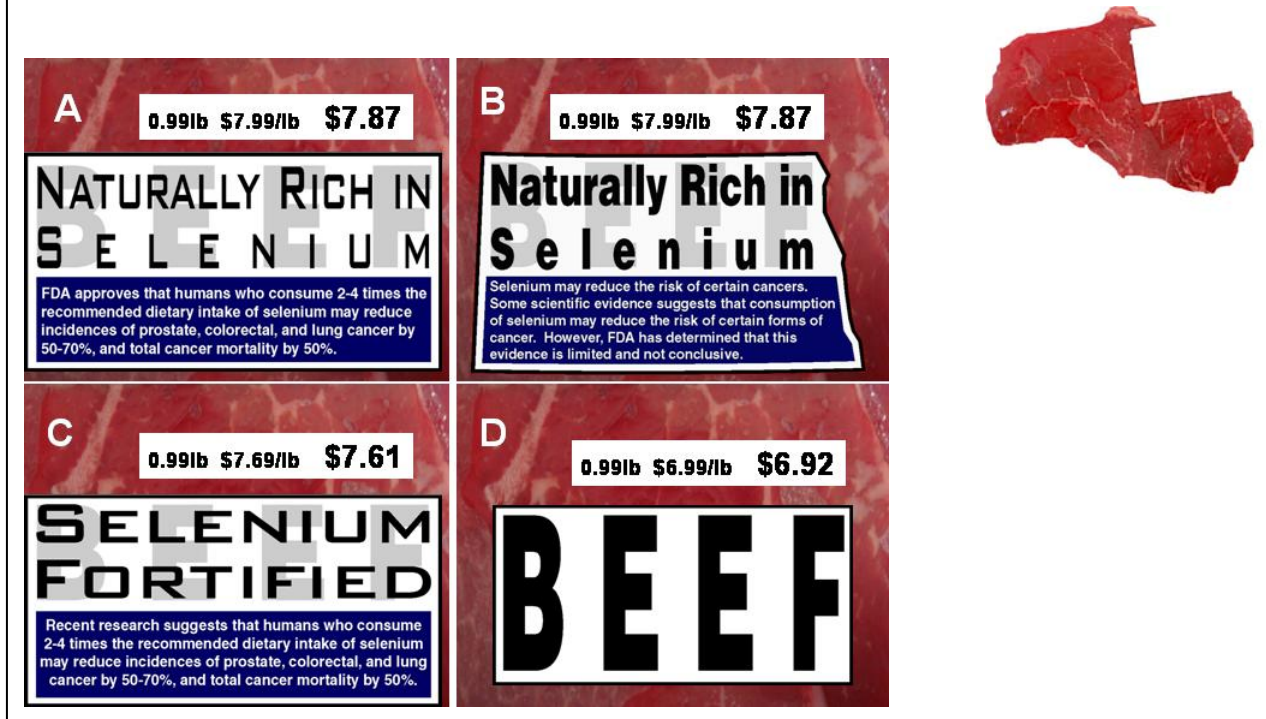 A
0.99lb $7.99/lb $7.87
BEEF
NATURALLY RICH IN
SELENIUM
FDA approves that humans who consume 2-4 times the
recommended dietary intake of selenium may reduce
incidences of prostate, colorectal, and lung cancer by
50-70%, and total cancer mortality by 50%.
B
0.99lb $7.99/lb $7.87
BEEF
Naturally Rich in
Selenium
Selenium may reduce the risk of certain cancers.
Some scientific evidence suggests that consumption
of selenium may reduce the risk of certain forms of
cancer. However, FDA has determined that this
evidence is limited and not conclusive.
C
0.99lb $7.69/lb $7.61
BEEF
SELENIUM
FORTIFIED
Recent research suggests that humans who consume
2-4 times the recommended dietary intake of selenium
may reduce incidences of prostate, colorectal, and lung
cancer by 50-70%, and total cancer mortality by 50%.
D
0.99lb $6.99/lb $6.92
BEEF